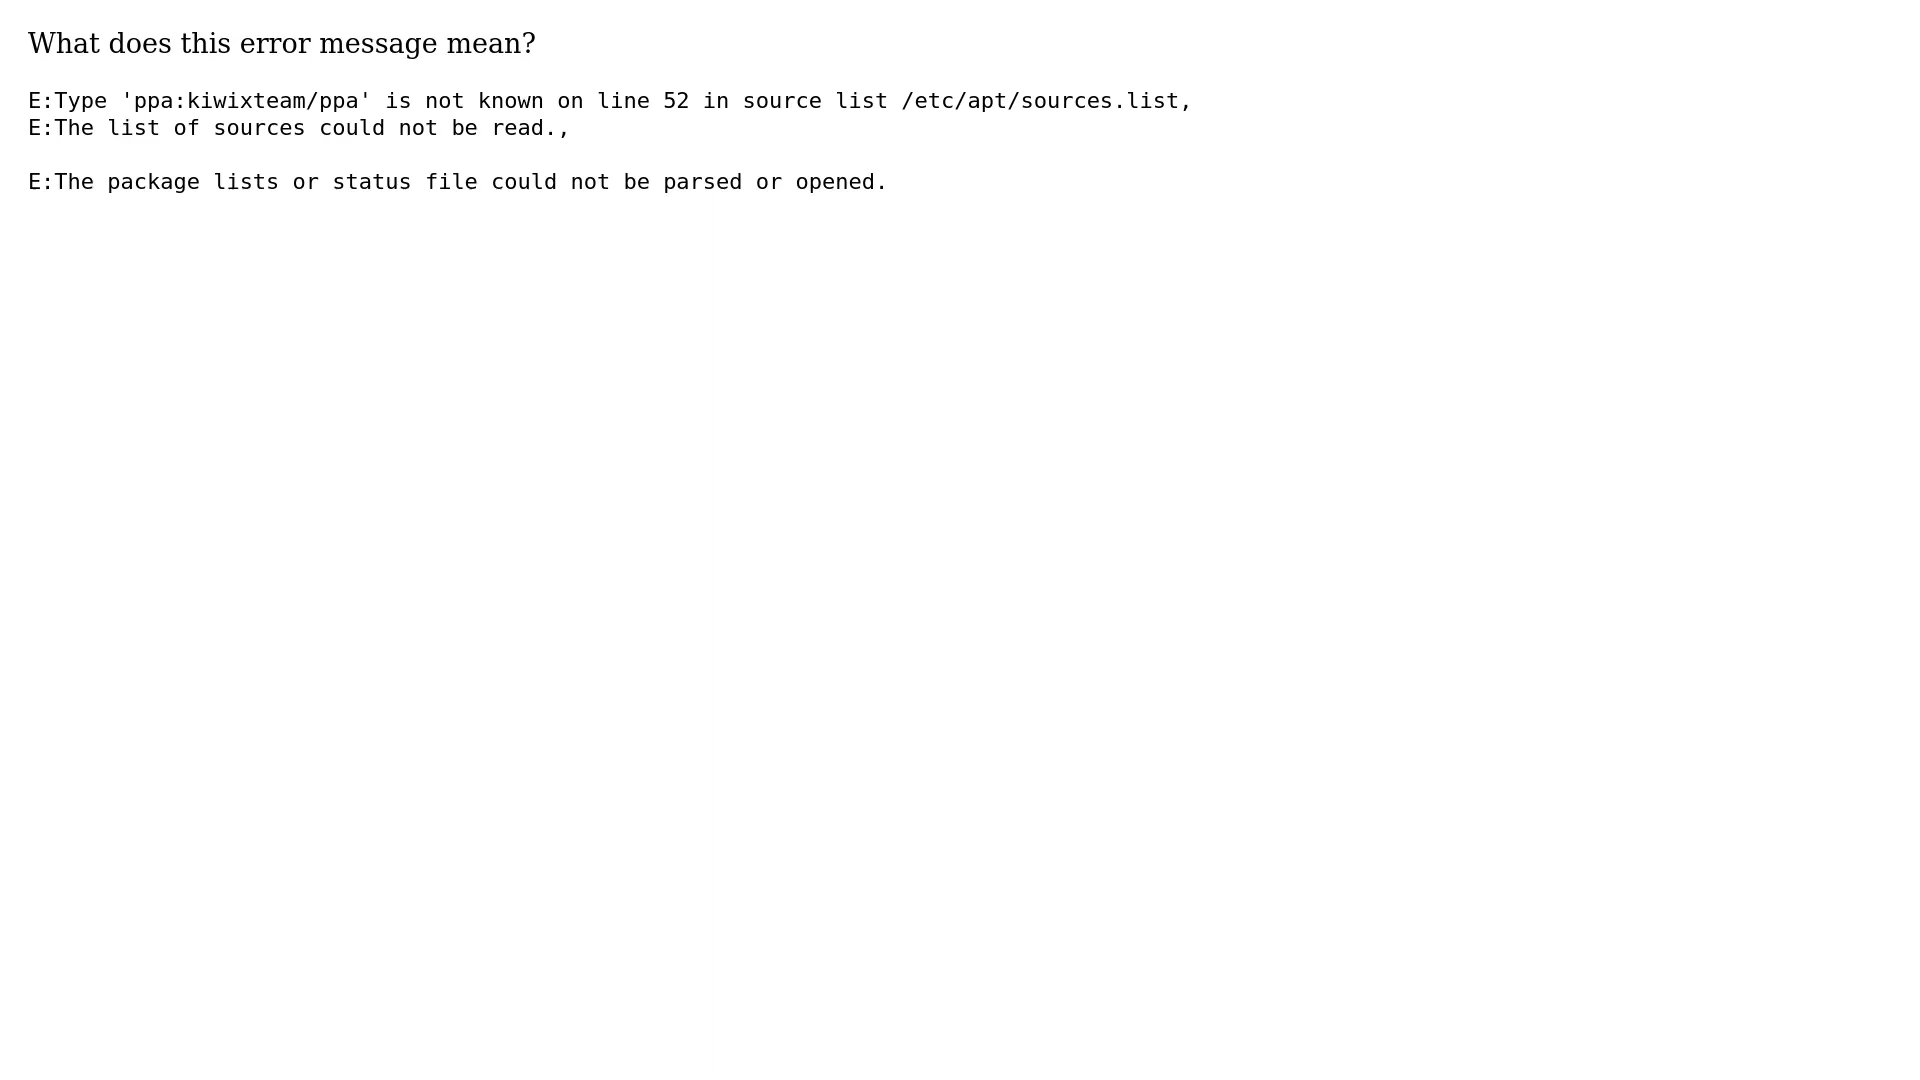 What does this error message mean?
E:Type 'ppa:kiwixteam/ppa' is not known on line 52 in source list /etc/apt/sources.list,
E:The list of sources could not be read.,
E:The package lists or status file could not be parsed or opened.